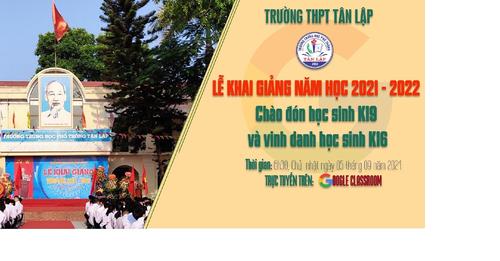 TRƯỜNG THPT TÂN LẬP
TÂN LẬP
LỄ KHAI GIẢNG NĂM HỌC 2021 - 2022
Chào đón học sinh K19
và vinh danh học sinh K16
Thời gian: Chủ nhật ngày 05 tháng 09 năm 2021
TRỰC TUYẾN TRÊN: GOOGLE CLASSROOM
TRƯỜNG TRUNG HỌC PHỔ THÔNG TÂN LẬP
LỄ KHAI GIẢNG